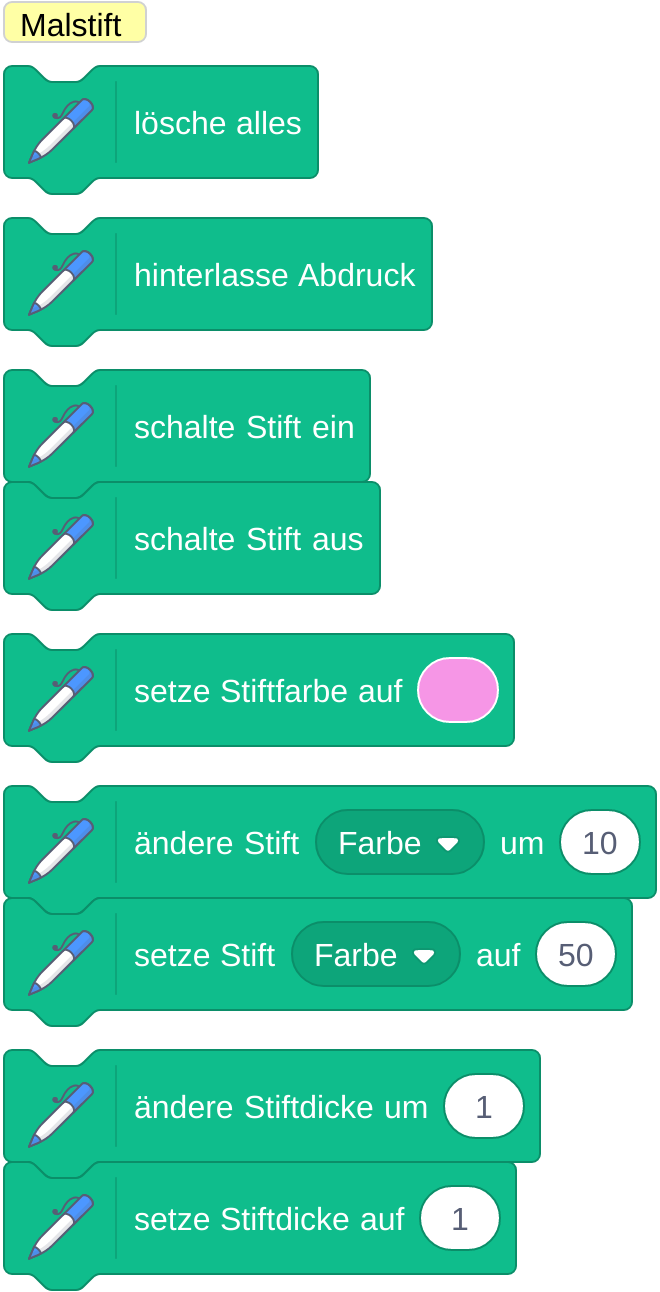 Malstift
lösche alles
hinterlasse Abdruck
schalte Stift ein
schalte Stift aus
setze Stiftfarbe auf
ändere Stift Farbe um 10
setze Stift Farbe auf 50
ändere Stiftdicke um 1
setze Stiftdicke auf 1